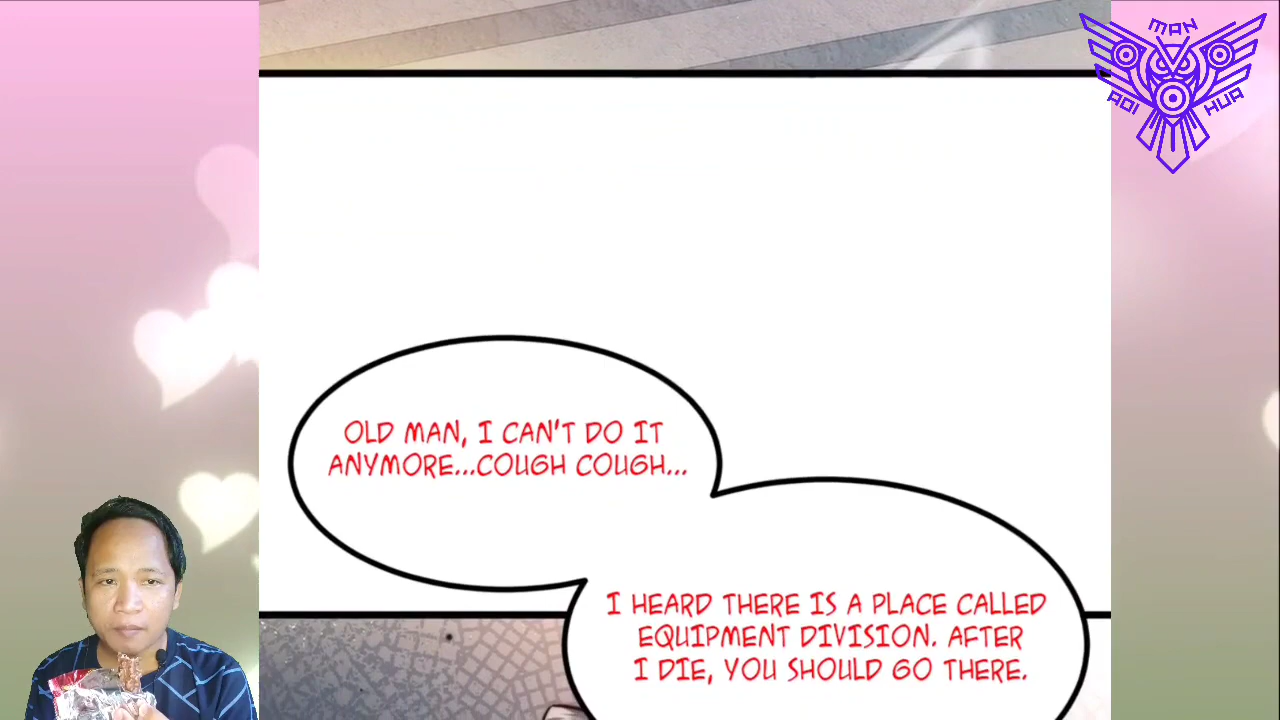 MAN
AOI HUA
OLD MAN, I CAN'T DO IT
ANYMORE...COUGH COUGH...
I HEARD THERE IS A PLACE CALLED
EQUIPMENT DIVISION. AFTER
I DIE, YOU SHOULD GO THERE.